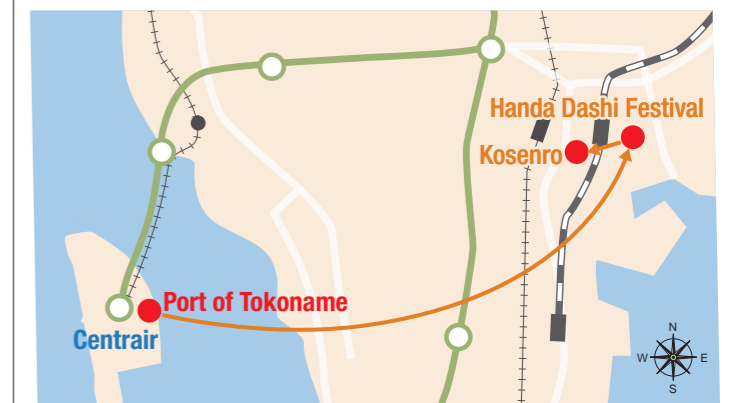 Handa Dashi Festival
Kosenro
Port of Tokoname
Centrair
N
W E
S